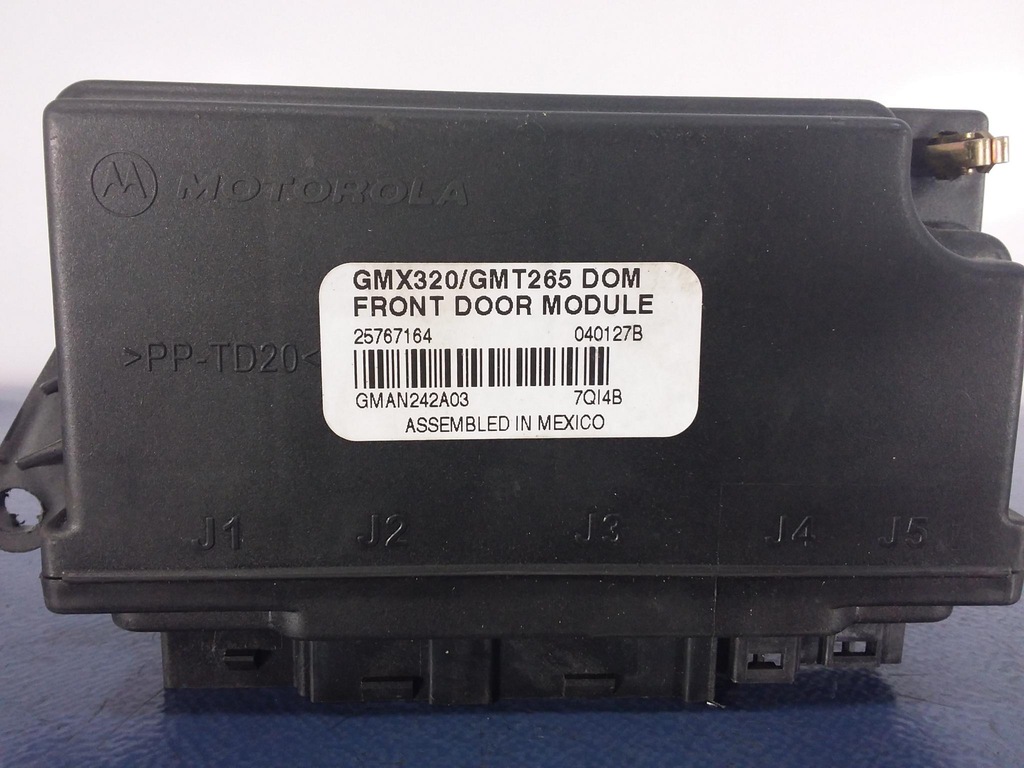 MOTOROLA
GMX320/GMT265 DOM
FRONT DOOR MODULE
25767164 040127B
>PP-TD20<
GMAN242A03 7QI4B
ASSEMBLED IN MEXICO
J1 J2 J3 J4 J5